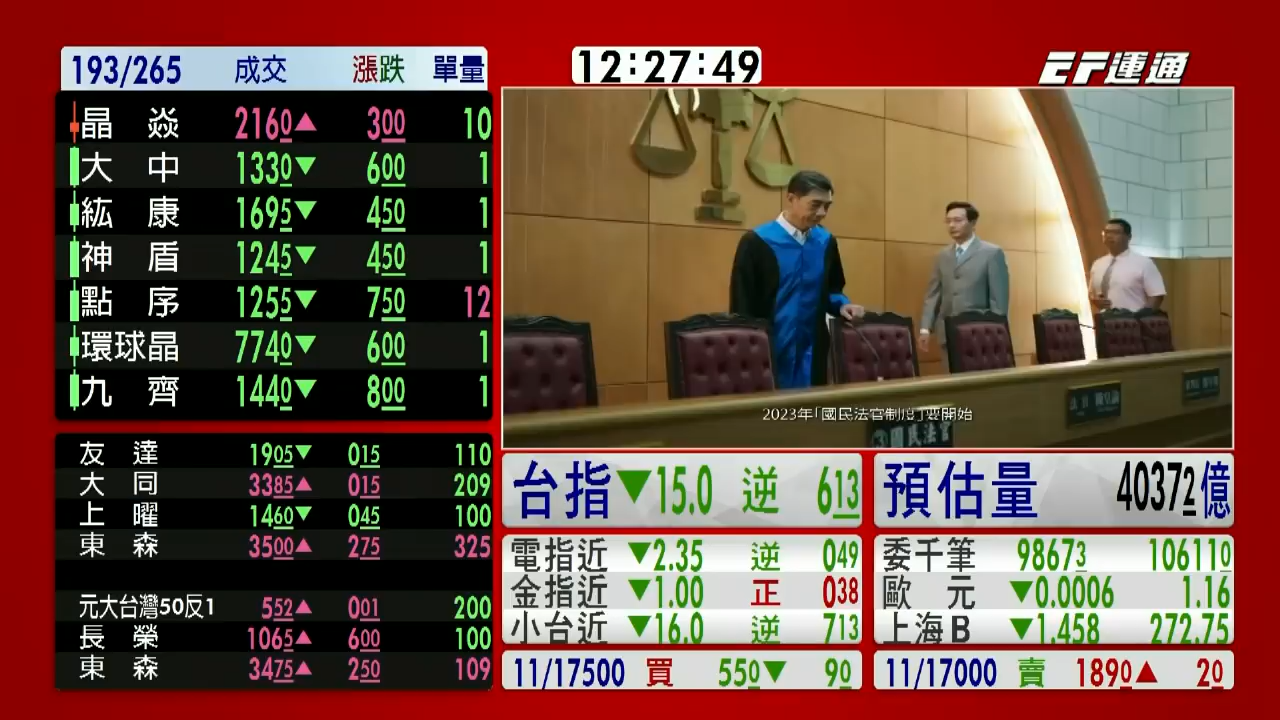 193/265 成交 漲跌 單量
12:27:49
EF運通
晶焱 2160▲ 300 10
大中 1330▼ 600 1
紘康 1695▼ 450 1
神盾 1245▼ 450 1
點序 1255▼ 750 12
環球晶 7740▼ 600 1
九齊 1440▼ 800 1
2023年「國民法官制度」要開始
國民法官
友達 1905▼ 015 110
大同 3385▲ 015 209
上曜 1460▼ 045 100
東森 3500▲ 275 325
元大台灣50反1 552▲ 001 200
長榮 1065▲ 600 100
東森 3475▲ 250 109
台指▼15.0 逆 613
預估量 40372億
電指近 ▼2.35 逆 049
金指近 ▼1.00 正 038
小台近 ▼16.0 逆 713
委千筆 98673 106110
歐元 ▼0.0006 1.16
上海B ▼1.458 272.75
11/17500 買 550▼ 90
11/17000 賣 1890▲ 20